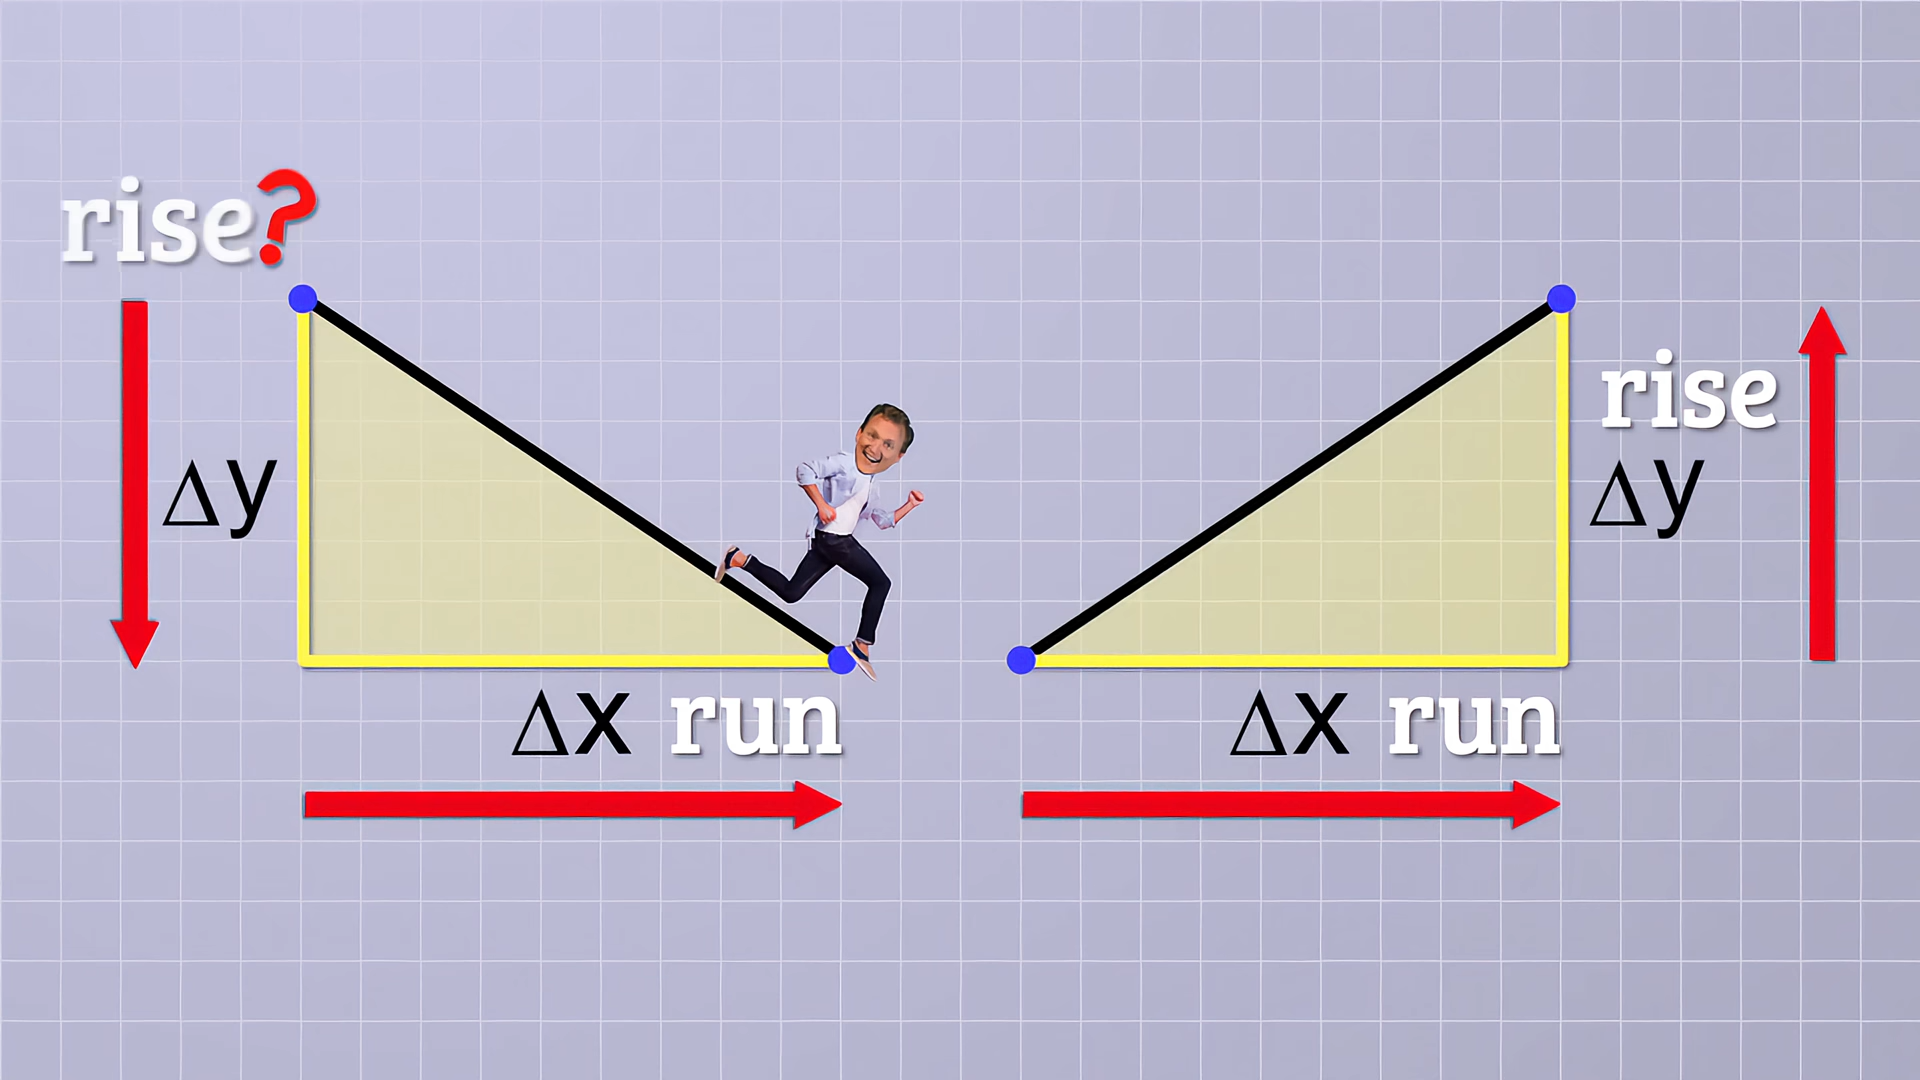 rise?
Δy
Δx run
rise
Δy
Δx run